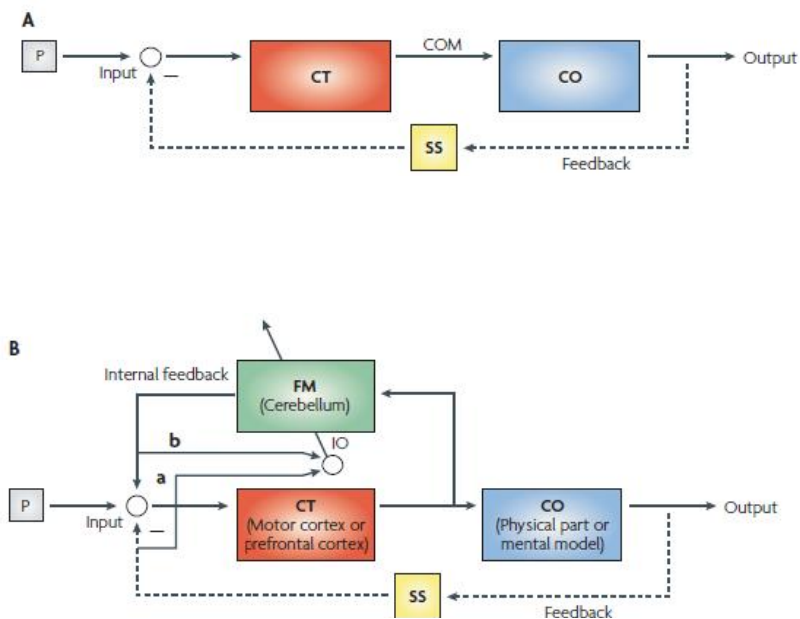 A
P
Input
–
CT
COM
CO
Output
SS
Feedback
B
Internal feedback
FM
(Cerebellum)
b
IO
a
P
Input
–
CT
(Motor cortex or
prefrontal cortex)
CO
(Physical part or
mental model)
Output
SS
Feedback